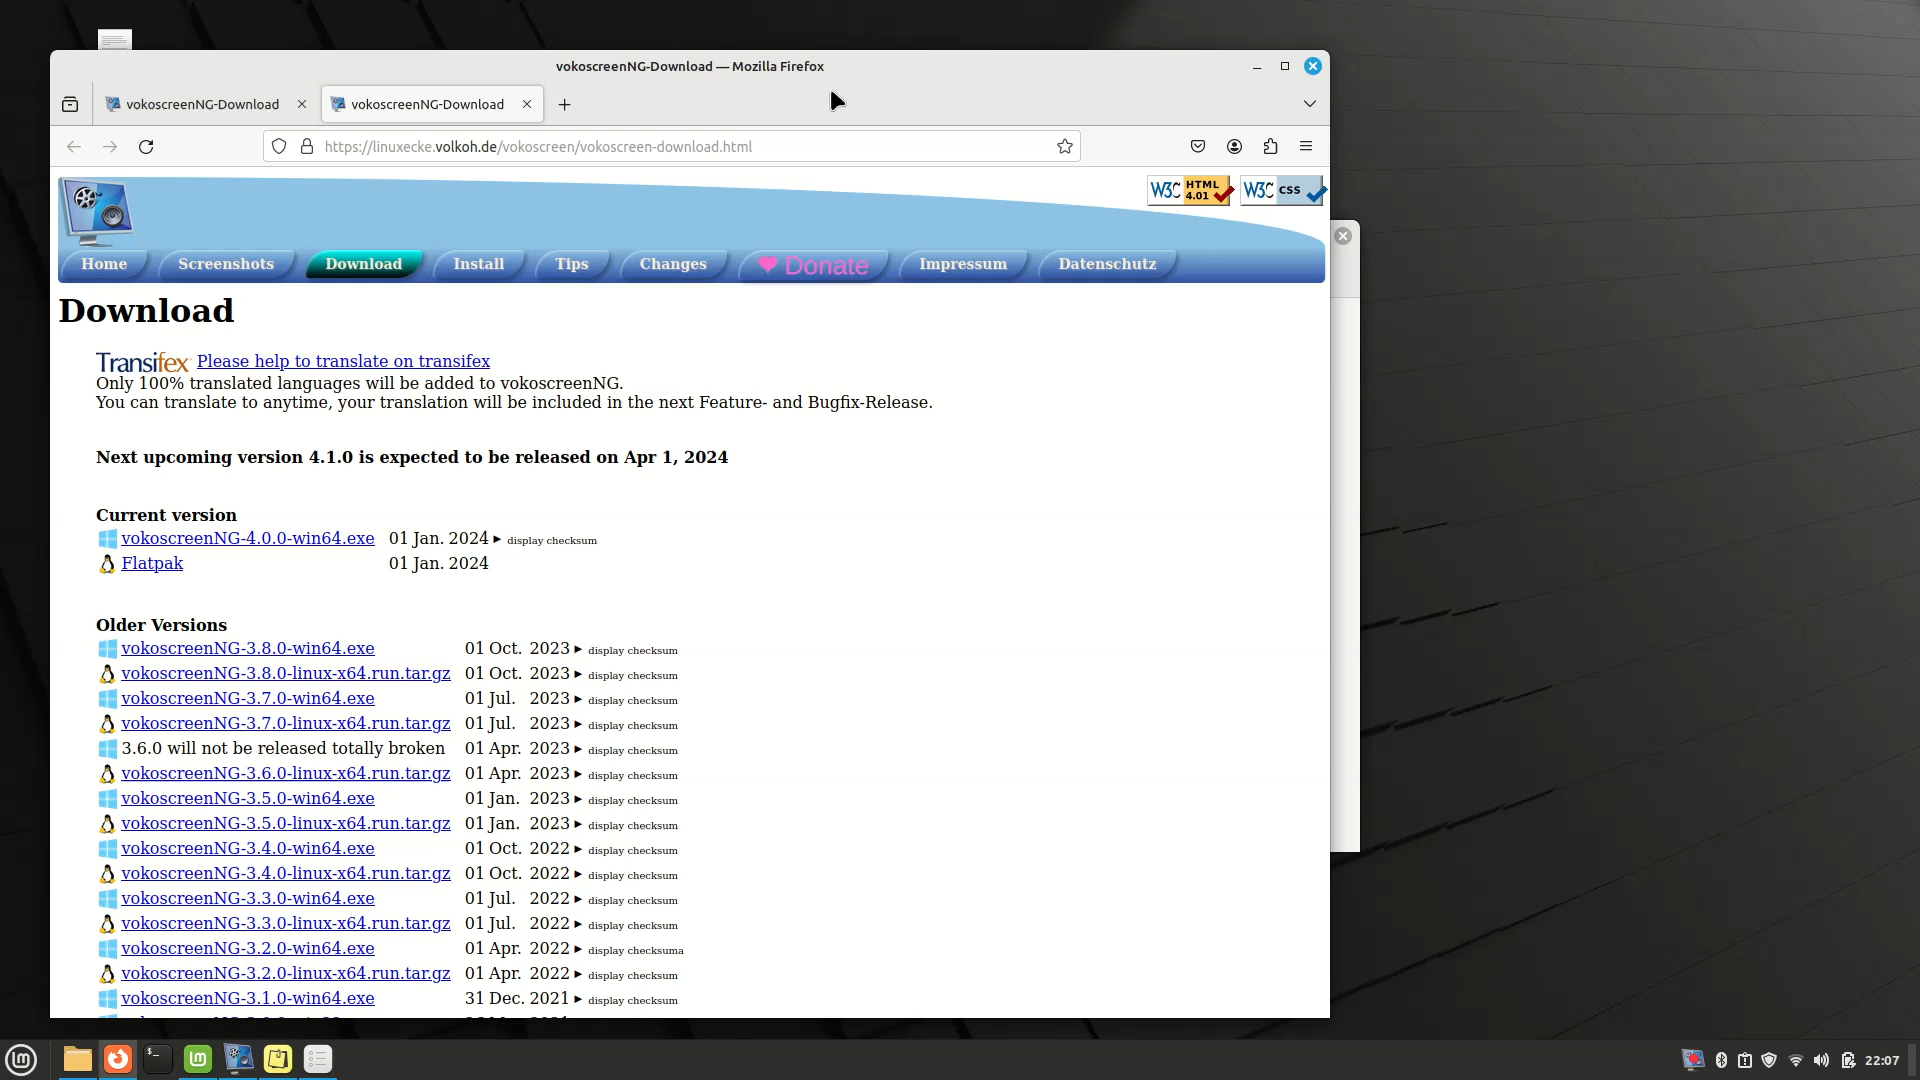 vokoscreenNG-Download — Mozilla Firefox
vokoscreenNG-Download
vokoscreenNG-Download
https://linuxecke.volkoh.de/vokoscreen/vokoscreen-download.html
W3C HTML 4.01
W3C CSS
Home Screenshots Download Install Tips Changes Donate Impressum Datenschutz
Download
Transifex Please help to translate on transifex
Only 100% translated languages will be added to vokoscreenNG.
You can translate to anytime, your translation will be included in the next Feature- and Bugfix-Release.
Next upcoming version 4.1.0 is expected to be released on Apr 1, 2024
Current version
vokoscreenNG-4.0.0-win64.exe 01 Jan. 2024 ▶ display checksum
Flatpak 01 Jan. 2024
Older Versions
vokoscreenNG-3.8.0-win64.exe 01 Oct. 2023 ▶ display checksum
vokoscreenNG-3.8.0-linux-x64.run.tar.gz 01 Oct. 2023 ▶ display checksum
vokoscreenNG-3.7.0-win64.exe 01 Jul. 2023 ▶ display checksum
vokoscreenNG-3.7.0-linux-x64.run.tar.gz 01 Jul. 2023 ▶ display checksum
3.6.0 will not be released totally broken 01 Apr. 2023 ▶ display checksum
vokoscreenNG-3.6.0-linux-x64.run.tar.gz 01 Apr. 2023 ▶ display checksum
vokoscreenNG-3.5.0-win64.exe 01 Jan. 2023 ▶ display checksum
vokoscreenNG-3.5.0-linux-x64.run.tar.gz 01 Jan. 2023 ▶ display checksum
vokoscreenNG-3.4.0-win64.exe 01 Oct. 2022 ▶ display checksum
vokoscreenNG-3.4.0-linux-x64.run.tar.gz 01 Oct. 2022 ▶ display checksum
vokoscreenNG-3.3.0-win64.exe 01 Jul. 2022 ▶ display checksum
vokoscreenNG-3.3.0-linux-x64.run.tar.gz 01 Jul. 2022 ▶ display checksum
vokoscreenNG-3.2.0-win64.exe 01 Apr. 2022 ▶ display checksuma
vokoscreenNG-3.2.0-linux-x64.run.tar.gz 01 Apr. 2022 ▶ display checksum
vokoscreenNG-3.1.0-win64.exe 31 Dec. 2021 ▶ display checksum
22:07